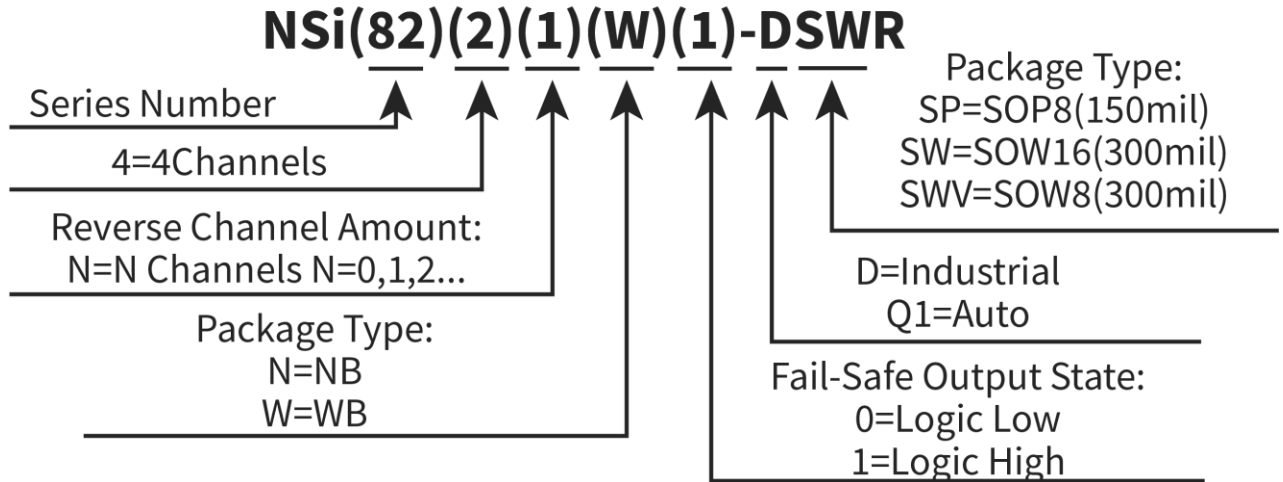 NSi(82)(2)(1)(W)(1)-DSWR
Series Number
4=4Channels
Reverse Channel Amount:
N=N Channels N=0,1,2...
Package Type:
N=NB
W=WB
Package Type:
SP=SOP8(150mil)
SW=SOW16(300mil)
SWV=SOW8(300mil)
D=Industrial
Q1=Auto
Fail-Safe Output State:
0=Logic Low
1=Logic High